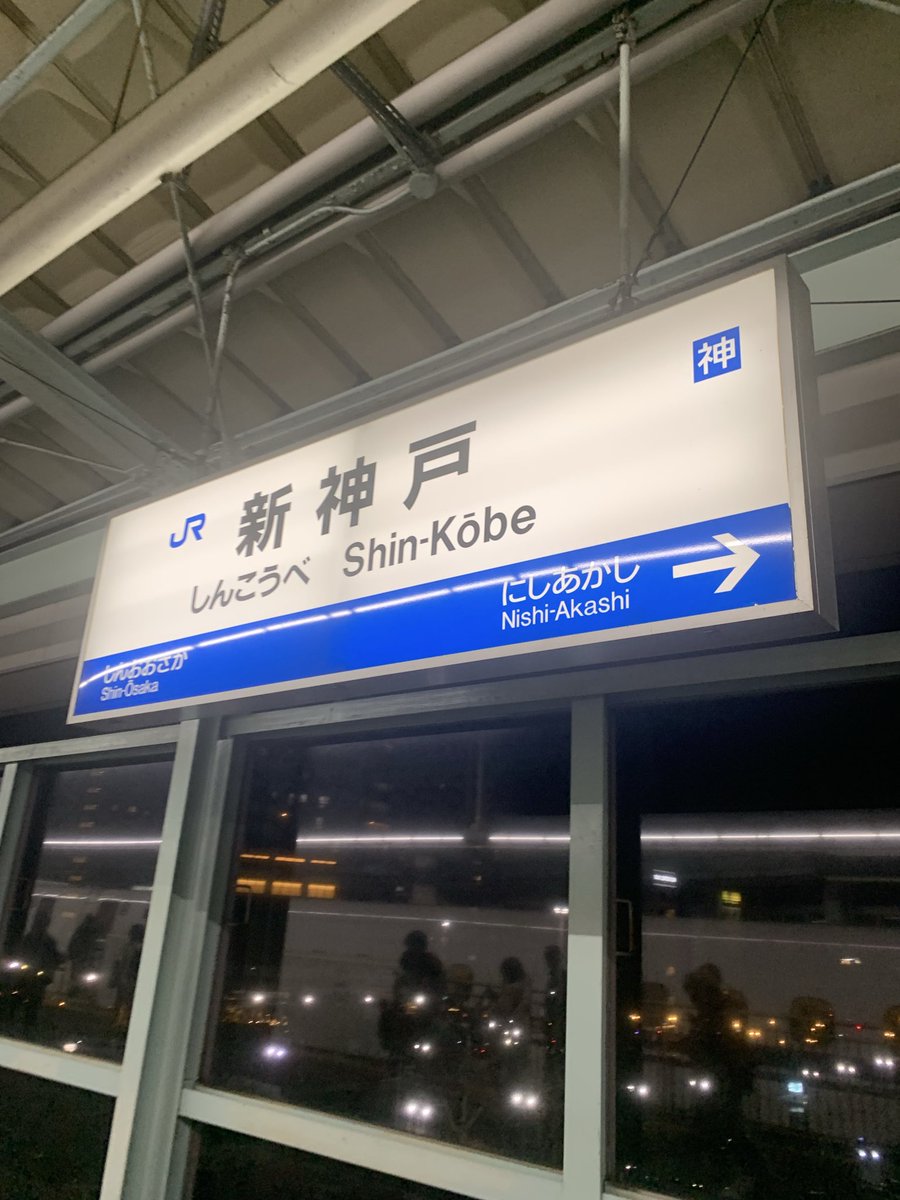 神
JR 新神戸
しんこうべ Shin-Kōbe
にしあかし
Nishi-Akashi
しんおおさか
Shin-Ōsaka